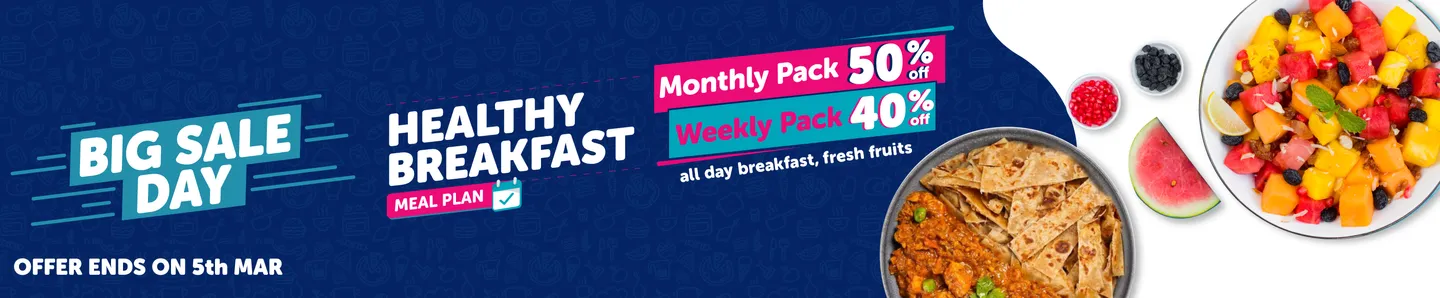 BIG SALE
DAY
OFFER ENDS ON 5th MAR
HEALTHY
BREAKFAST
MEAL PLAN
Monthly Pack 50% off
Weekly Pack 40% off
all day breakfast, fresh fruits